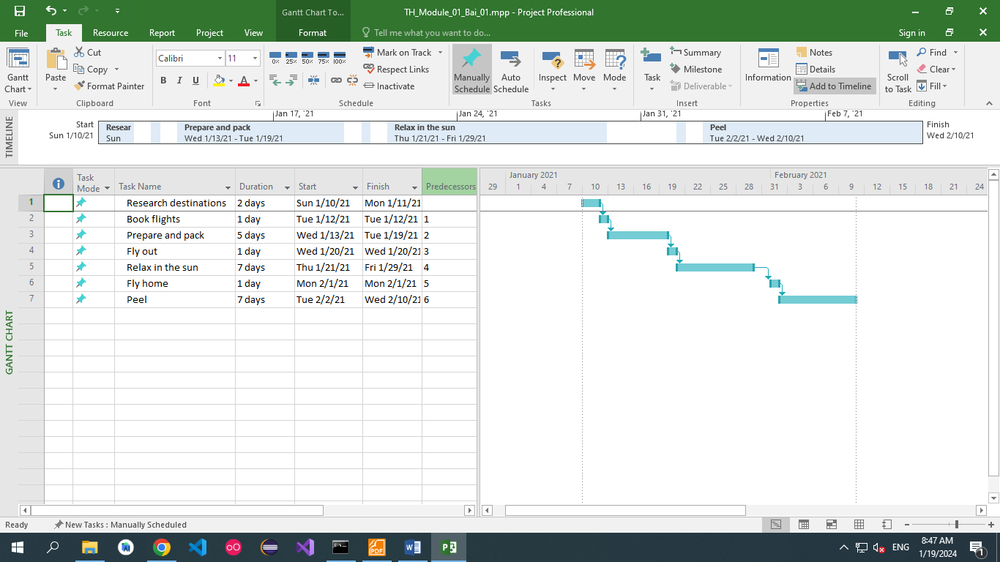 Gantt Chart To...
TH_Module_01_Bai_01.mpp - Project Professional
File
Task
Resource
Report
Project
View
Format
Tell me what you want to do...
Sign in
Gantt
Chart
View
Paste
Cut
Copy
Format Painter
Clipboard
Calibri
11
B I U
A
Font
0% 25% 50% 75% 100%
Mark on Track
Respect Links
Inactivate
Schedule
Manually
Schedule
Auto
Schedule
Inspect
Move
Mode
Tasks
Task
Summary
Milestone
Deliverable
Insert
Information
Notes
Details
Add to Timeline
Properties
Scroll
to Task
Find
Clear
Fill
Editing
TIMELINE
Jan 17, '21
Jan 24, '21
Jan 31, '21
Feb 7, '21
Start
Sun 1/10/21
Resear
Sun
Prepare and pack
Wed 1/13/21 - Tue 1/19/21
Relax in the sun
Thu 1/21/21 - Fri 1/29/21
Peel
Tue 2/2/21 - Wed 2/10/21
Finish
Wed 2/10/21
GANTT CHART
Task
Mode
Task Name
Duration
Start
Finish
Predecessors
January 2021
February 2021
29 1 4 7 10 13 16 19 22 25 28 31 3 6 9 12 15 18 21 24
1 Research destinations 2 days Sun 1/10/21 Mon 1/11/21
2 Book flights 1 day Tue 1/12/21 Tue 1/12/21 1
3 Prepare and pack 5 days Wed 1/13/21 Tue 1/19/21 2
4 Fly out 1 day Wed 1/20/21 Wed 1/20/21 3
5 Relax in the sun 7 days Thu 1/21/21 Fri 1/29/21 4
6 Fly home 1 day Mon 2/1/21 Mon 2/1/21 5
7 Peel 7 days Tue 2/2/21 Wed 2/10/21 6
Ready
New Tasks : Manually Scheduled
PDF
ENG
8:47 AM
1/19/2024
1